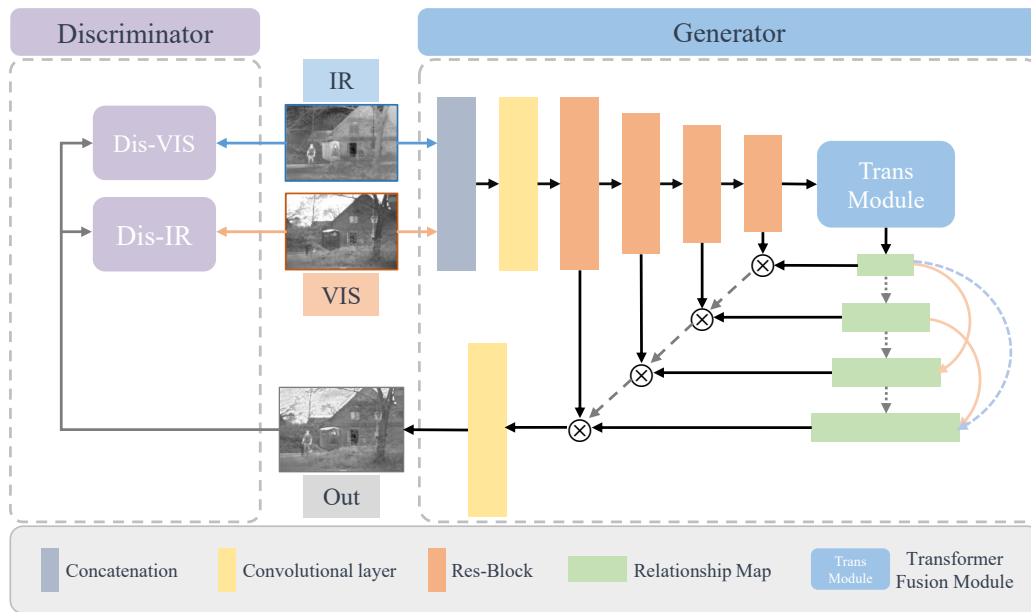 Discriminator
Generator
IR
Dis-VIS
Dis-IR
VIS
Trans
Module
Out
Concatenation
Convolutional layer
Res-Block
Relationship Map
Trans
Module
Transformer
Fusion Module